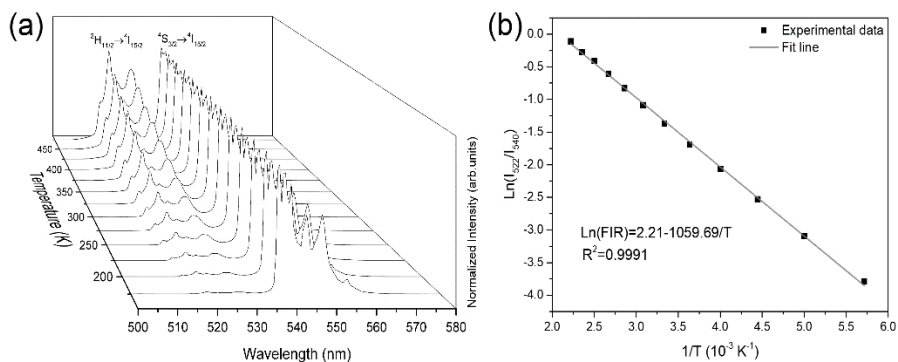 (a)
²H₁₁/₂→⁴I₁₅/₂
⁴S₃/₂→⁴I₁₅/₂
450
400
350
300
250
200
Temperature (K)
Normalized Intensity (arb.units)
500 510 520 530 540 550 560 570 580
Wavelength (nm)
(b)
Experimental data
Fit line
0.0
-0.5
-1.0
-1.5
-2.0
-2.5
-3.0
-3.5
-4.0
Ln(I₅₂₂/I₅₄₀)
Ln(FIR)=2.21-1059.69/T
R²=0.9991
2.0 2.5 3.0 3.5 4.0 4.5 5.0 5.5 6.0
1/T (10⁻³ K⁻¹)